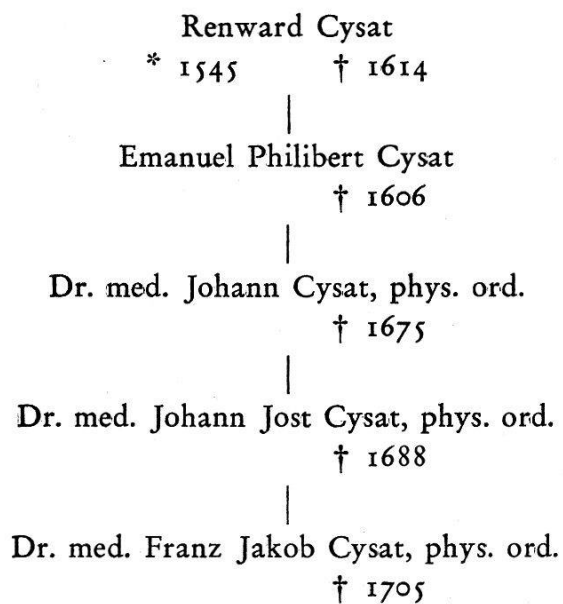 Renward Cysat
* 1545 † 1614
Emanuel Philibert Cysat
† 1606
Dr. med. Johann Cysat, phys. ord.
† 1675
Dr. med. Johann Jost Cysat, phys. ord.
† 1688
Dr. med. Franz Jakob Cysat, phys. ord.
† 1705